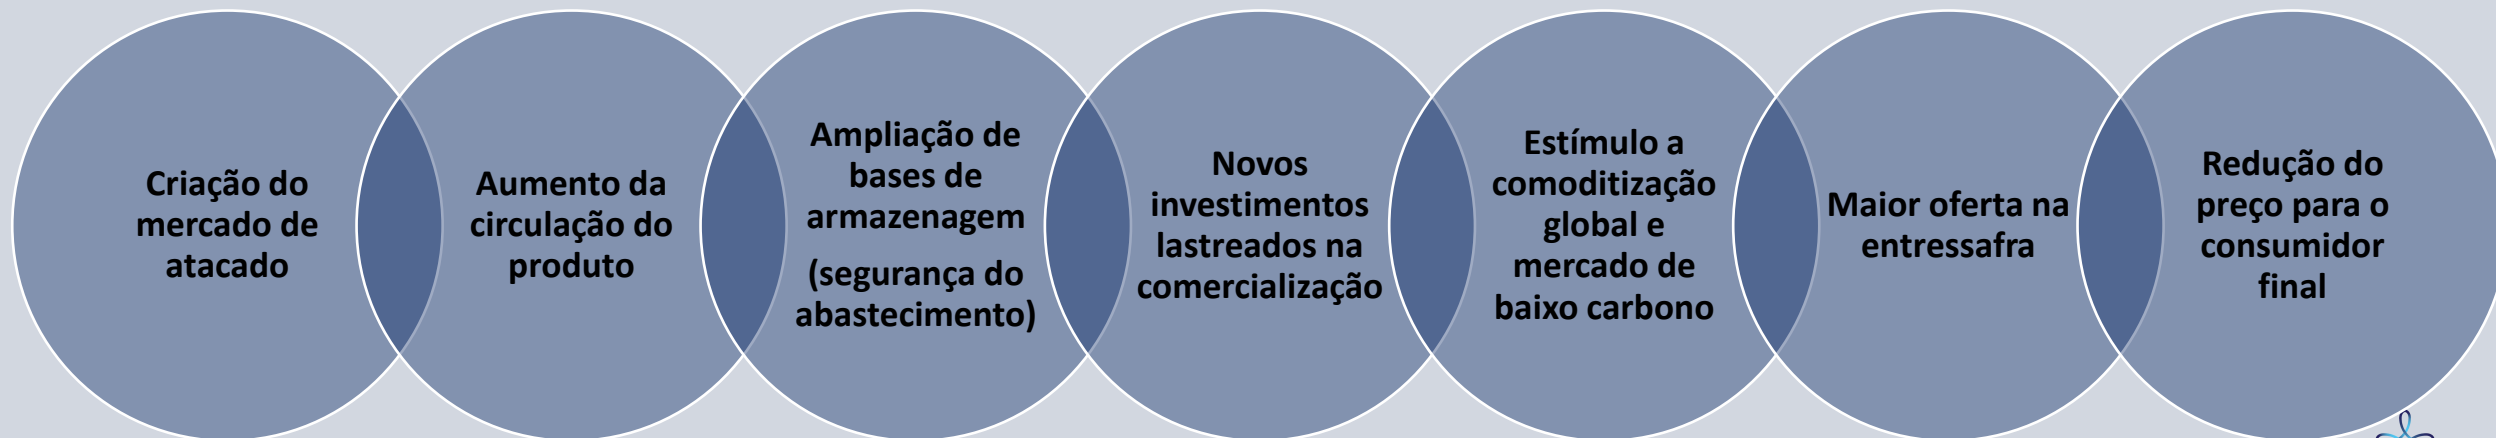 Criação do
mercado de
atacado
Aumento da
circulação do
produto
Ampliação de
bases de
armazenagem
(segurança do
abastecimento)
Novos
investimentos
lastreados na
comercialização
Estímulo a
comoditização
global e
mercado de
baixo carbono
Maior oferta na
entressafra
Redução do
preço para o
consumidor
final